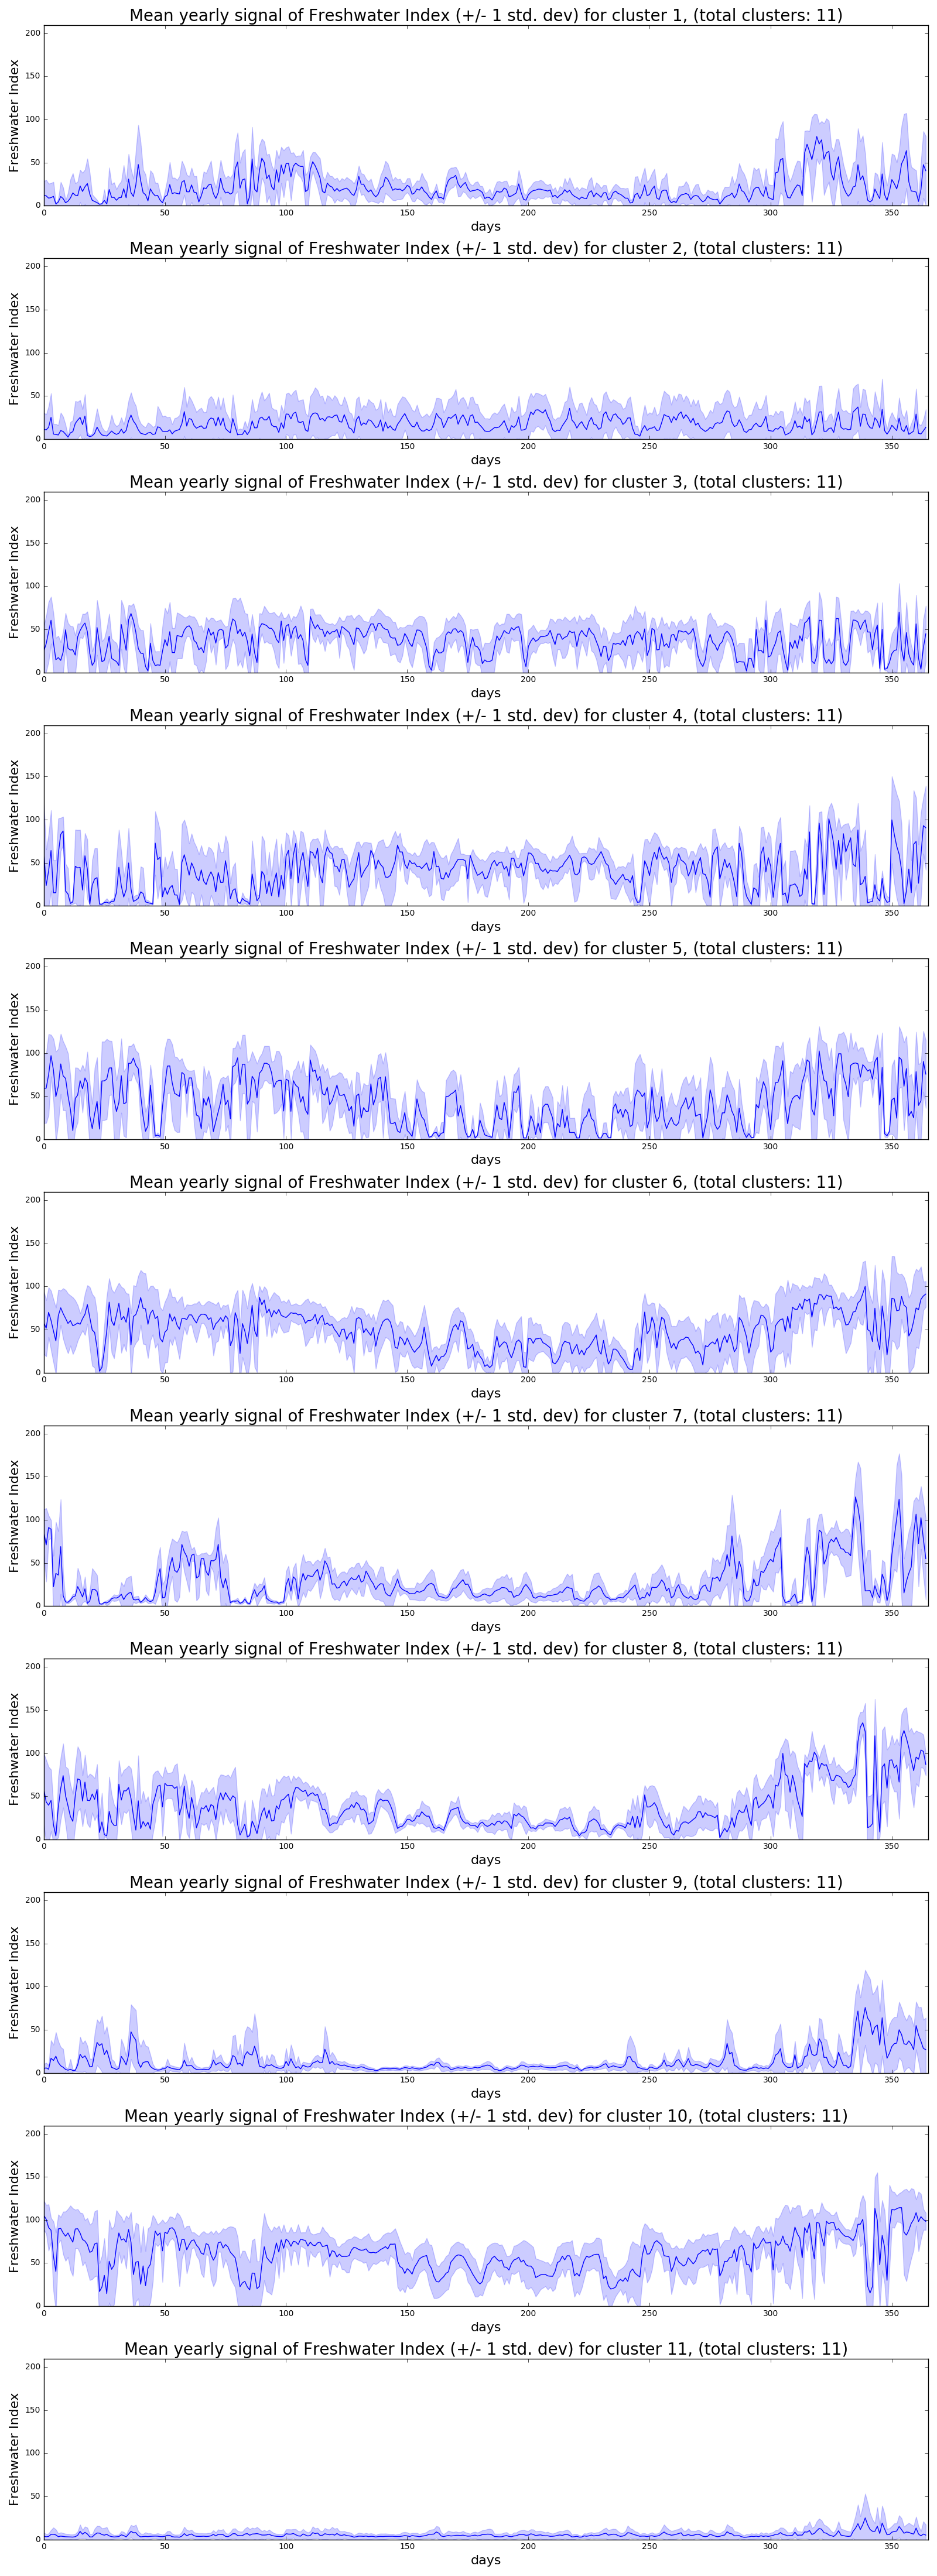 Mean yearly signal of Freshwater Index (+/- 1 std. dev) for cluster 1, (total clusters: 11)
200
150
100
50
0
Freshwater Index
0 50 100 150 200 250 300 350
days
Mean yearly signal of Freshwater Index (+/- 1 std. dev) for cluster 2, (total clusters: 11)
200
150
100
50
0
Freshwater Index
0 50 100 150 200 250 300 350
days
Mean yearly signal of Freshwater Index (+/- 1 std. dev) for cluster 3, (total clusters: 11)
200
150
100
50
0
Freshwater Index
0 50 100 150 200 250 300 350
days
Mean yearly signal of Freshwater Index (+/- 1 std. dev) for cluster 4, (total clusters: 11)
200
150
100
50
0
Freshwater Index
0 50 100 150 200 250 300 350
days
Mean yearly signal of Freshwater Index (+/- 1 std. dev) for cluster 5, (total clusters: 11)
200
150
100
50
0
Freshwater Index
0 50 100 150 200 250 300 350
days
Mean yearly signal of Freshwater Index (+/- 1 std. dev) for cluster 6, (total clusters: 11)
200
150
100
50
0
Freshwater Index
0 50 100 150 200 250 300 350
days
Mean yearly signal of Freshwater Index (+/- 1 std. dev) for cluster 7, (total clusters: 11)
200
150
100
50
0
Freshwater Index
0 50 100 150 200 250 300 350
days
Mean yearly signal of Freshwater Index (+/- 1 std. dev) for cluster 8, (total clusters: 11)
200
150
100
50
0
Freshwater Index
0 50 100 150 200 250 300 350
days
Mean yearly signal of Freshwater Index (+/- 1 std. dev) for cluster 9, (total clusters: 11)
200
150
100
50
0
Freshwater Index
0 50 100 150 200 250 300 350
days
Mean yearly signal of Freshwater Index (+/- 1 std. dev) for cluster 10, (total clusters: 11)
200
150
100
50
0
Freshwater Index
0 50 100 150 200 250 300 350
days
Mean yearly signal of Freshwater Index (+/- 1 std. dev) for cluster 11, (total clusters: 11)
200
150
100
50
0
Freshwater Index
0 50 100 150 200 250 300 350
days